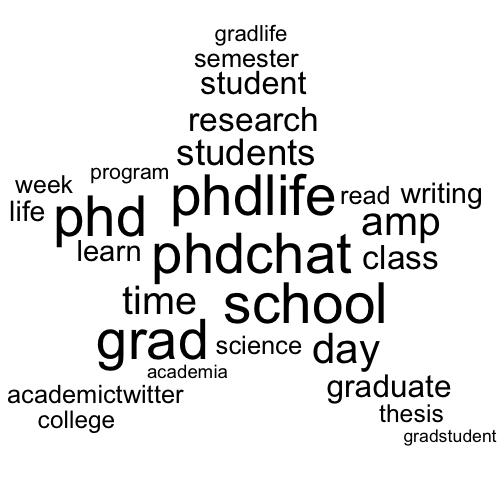 gradlife
semester
student
research
students
program
week phdlife read writing
life phd amp
learn phdchat class
time school
grad science day
academia
academictwitter graduate
college thesis
gradstudent